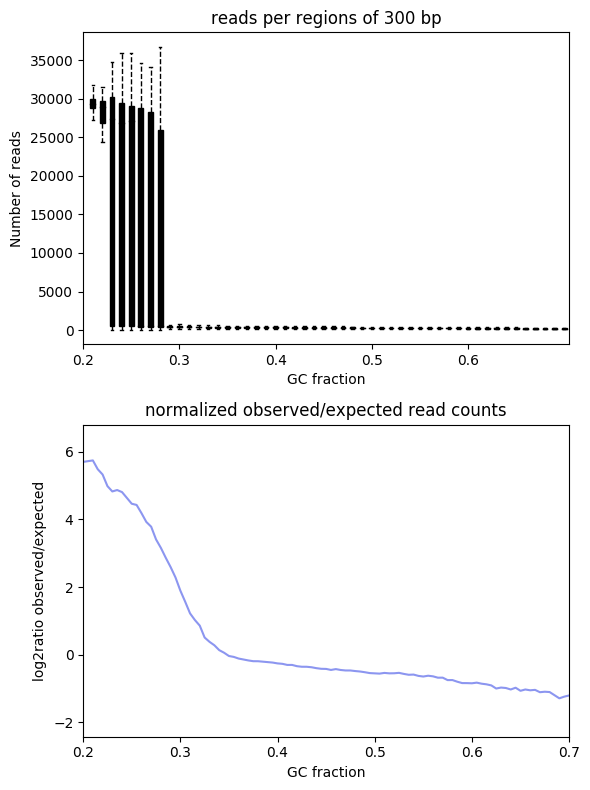 reads per regions of 300 bp
35000
30000
25000
20000
15000
10000
5000
0
Number of reads
0.2 0.3 0.4 0.5 0.6
GC fraction
normalized observed/expected read counts
6
4
2
0
−2
log2ratio observed/expected
0.2 0.3 0.4 0.5 0.6 0.7
GC fraction